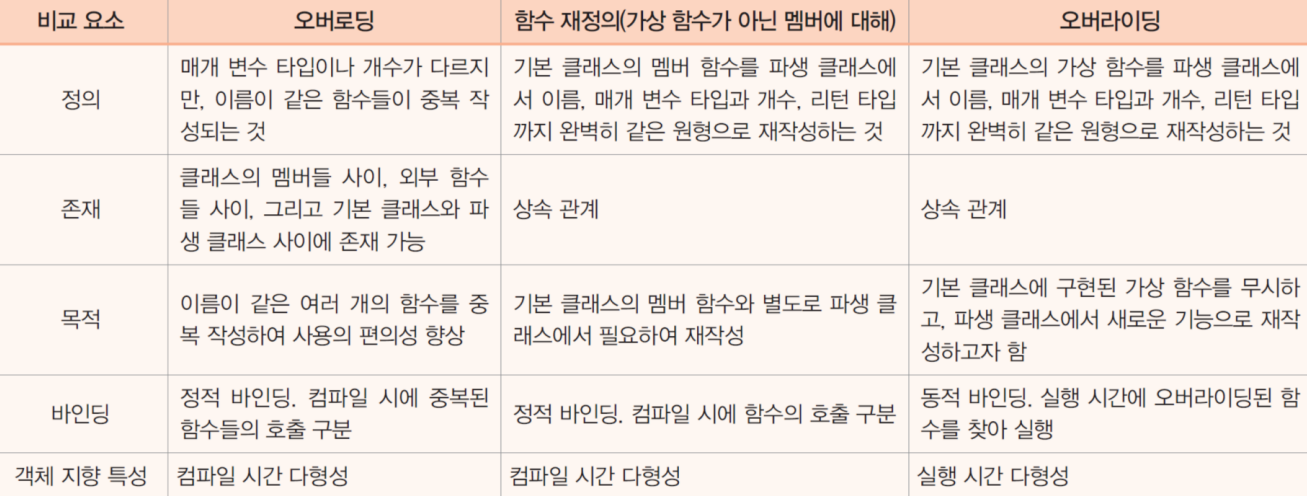 비교 요소 오버로딩 함수 재정의(가상 함수가 아닌 멤버에 대해) 오버라이딩
정의
매개 변수 타입이나 개수가 다르지
만, 이름이 같은 함수들이 중복 작
성되는 것
기본 클래스의 멤버 함수를 파생 클래스에
서 이름, 매개 변수 타입과 개수, 리턴 타입
까지 완벽히 같은 원형으로 재작성하는 것
기본 클래스의 가상 함수를 파생 클래스에
서 이름, 매개 변수 타입과 개수, 리턴 타입
까지 완벽히 같은 원형으로 재작성하는 것
존재
클래스의 멤버들 사이, 외부 함수
들 사이, 그리고 기본 클래스와 파
생 클래스 사이에 존재 가능
상속 관계
상속 관계
목적
이름이 같은 여러 개의 함수를 중
복 작성하여 사용의 편의성 향상
기본 클래스의 멤버 함수와 별도로 파생 클
래스에서 필요하여 재작성
기본 클래스에 구현된 가상 함수를 무시하
고, 파생 클래스에서 새로운 기능으로 재작
성하고자 함
바인딩
정적 바인딩. 컴파일 시에 중복된
함수들의 호출 구분
정적 바인딩. 컴파일 시에 함수의 호출 구분
동적 바인딩. 실행 시간에 오버라이딩된 함
수를 찾아 실행
객체 지향 특성 컴파일 시간 다형성 컴파일 시간 다형성 실행 시간 다형성